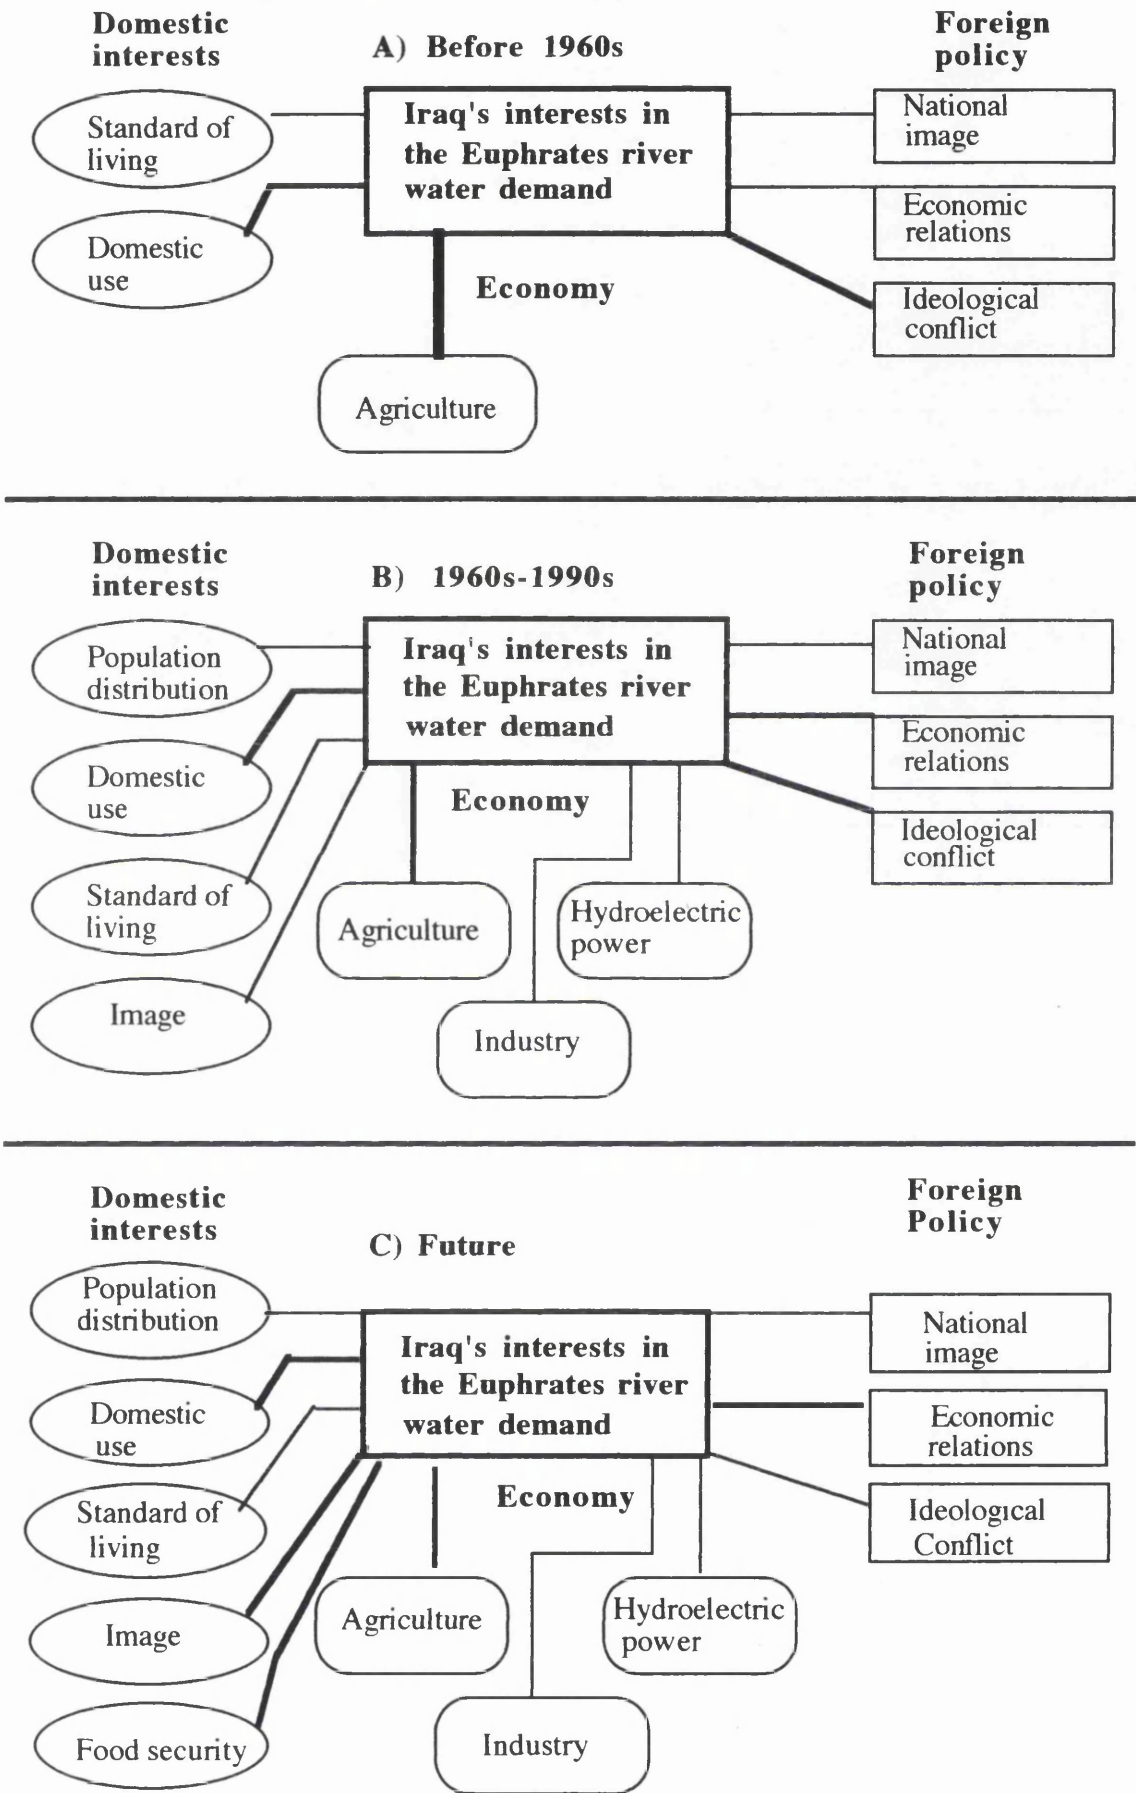 Domestic
interests
A) Before 1960s
Foreign
policy
Standard of
living
Domestic
use
Iraq's interests in
the Euphrates river
water demand
Economy
Agriculture
National
image
Economic
relations
Ideological
conflict
Domestic
interests
B) 1960s-1990s
Foreign
policy
Population
distribution
Domestic
use
Standard of
living
Image
Iraq's interests in
the Euphrates river
water demand
Economy
Agriculture
Hydroelectric
power
Industry
National
image
Economic
relations
Ideological
conflict
Domestic
interests
C) Future
Foreign
Policy
Population
distribution
Domestic
use
Standard of
living
Image
Food security
Iraq's interests in
the Euphrates river
water demand
Economy
Agriculture
Hydroelectric
power
Industry
National
image
Economic
relations
Ideological
Conflict